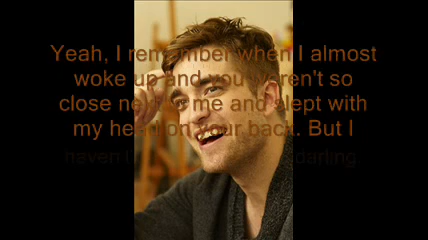 Yeah, I remember when I almost
woke up and you weren't so
close next to me and slept with
my head on your back. But I
haven't darling.